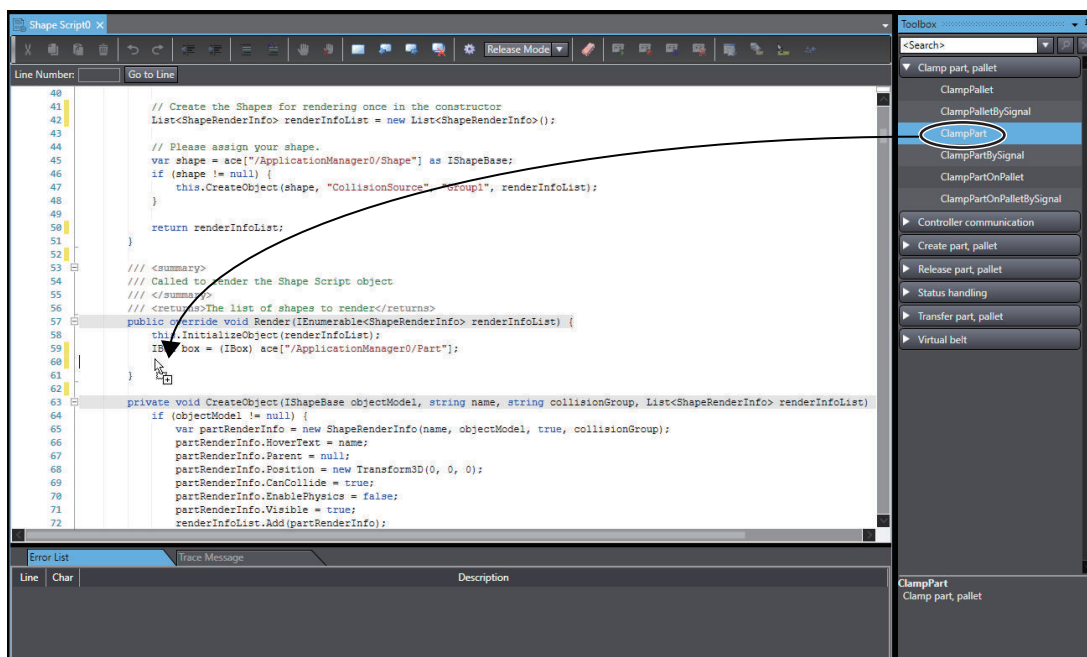 Shape Script0
Toolbox
Release Mode
<Search>
Line Number:
Go to Line
40
41 // Create the Shapes for rendering once in the constructor
42 List<ShapeRenderInfo> renderInfoList = new List<ShapeRenderInfo>();
43
44 // Please assign your shape.
45 var shape = ace["/ApplicationManager0/Shape"] as IShapeBase;
46 if (shape != null) {
47 this.CreateObject(shape, "CollisionSource", "Group1", renderInfoList);
48 }
49
50 return renderInfoList;
51 }
52
53 /// <summary>
54 /// Called to render the Shape Script object
55 /// </summary>
56 /// <returns>The list of shapes to render</returns>
57 public override void Render(IEnumerable<ShapeRenderInfo> renderInfoList) {
58 this.InitializeObject(renderInfoList);
59 IBox box = (IBox) ace["/ApplicationManager0/Part"];
60
61 }
62
63 private void CreateObject(IShapeBase objectModel, string name, string collisionGroup, List<ShapeRenderInfo> renderInfoList)
64 if (objectModel != null) {
65 var partRenderInfo = new ShapeRenderInfo(name, objectModel, true, collisionGroup);
66 partRenderInfo.HoverText = name;
67 partRenderInfo.Parent = null;
68 partRenderInfo.Position = new Transform3D(0, 0, 0);
69 partRenderInfo.CanCollide = true;
70 partRenderInfo.EnablePhysics = false;
71 partRenderInfo.Visible = true;
72 renderInfoList.Add(partRenderInfo);
Clamp part, pallet
ClampPallet
ClampPalletBySignal
ClampPart
ClampPartBySignal
ClampPartOnPallet
ClampPartOnPalletBySignal
Controller communication
Create part, pallet
Release part, pallet
Status handling
Transfer part, pallet
Virtual belt
Error List
Trace Message
Line
Char
Description
ClampPart
Clamp part, pallet